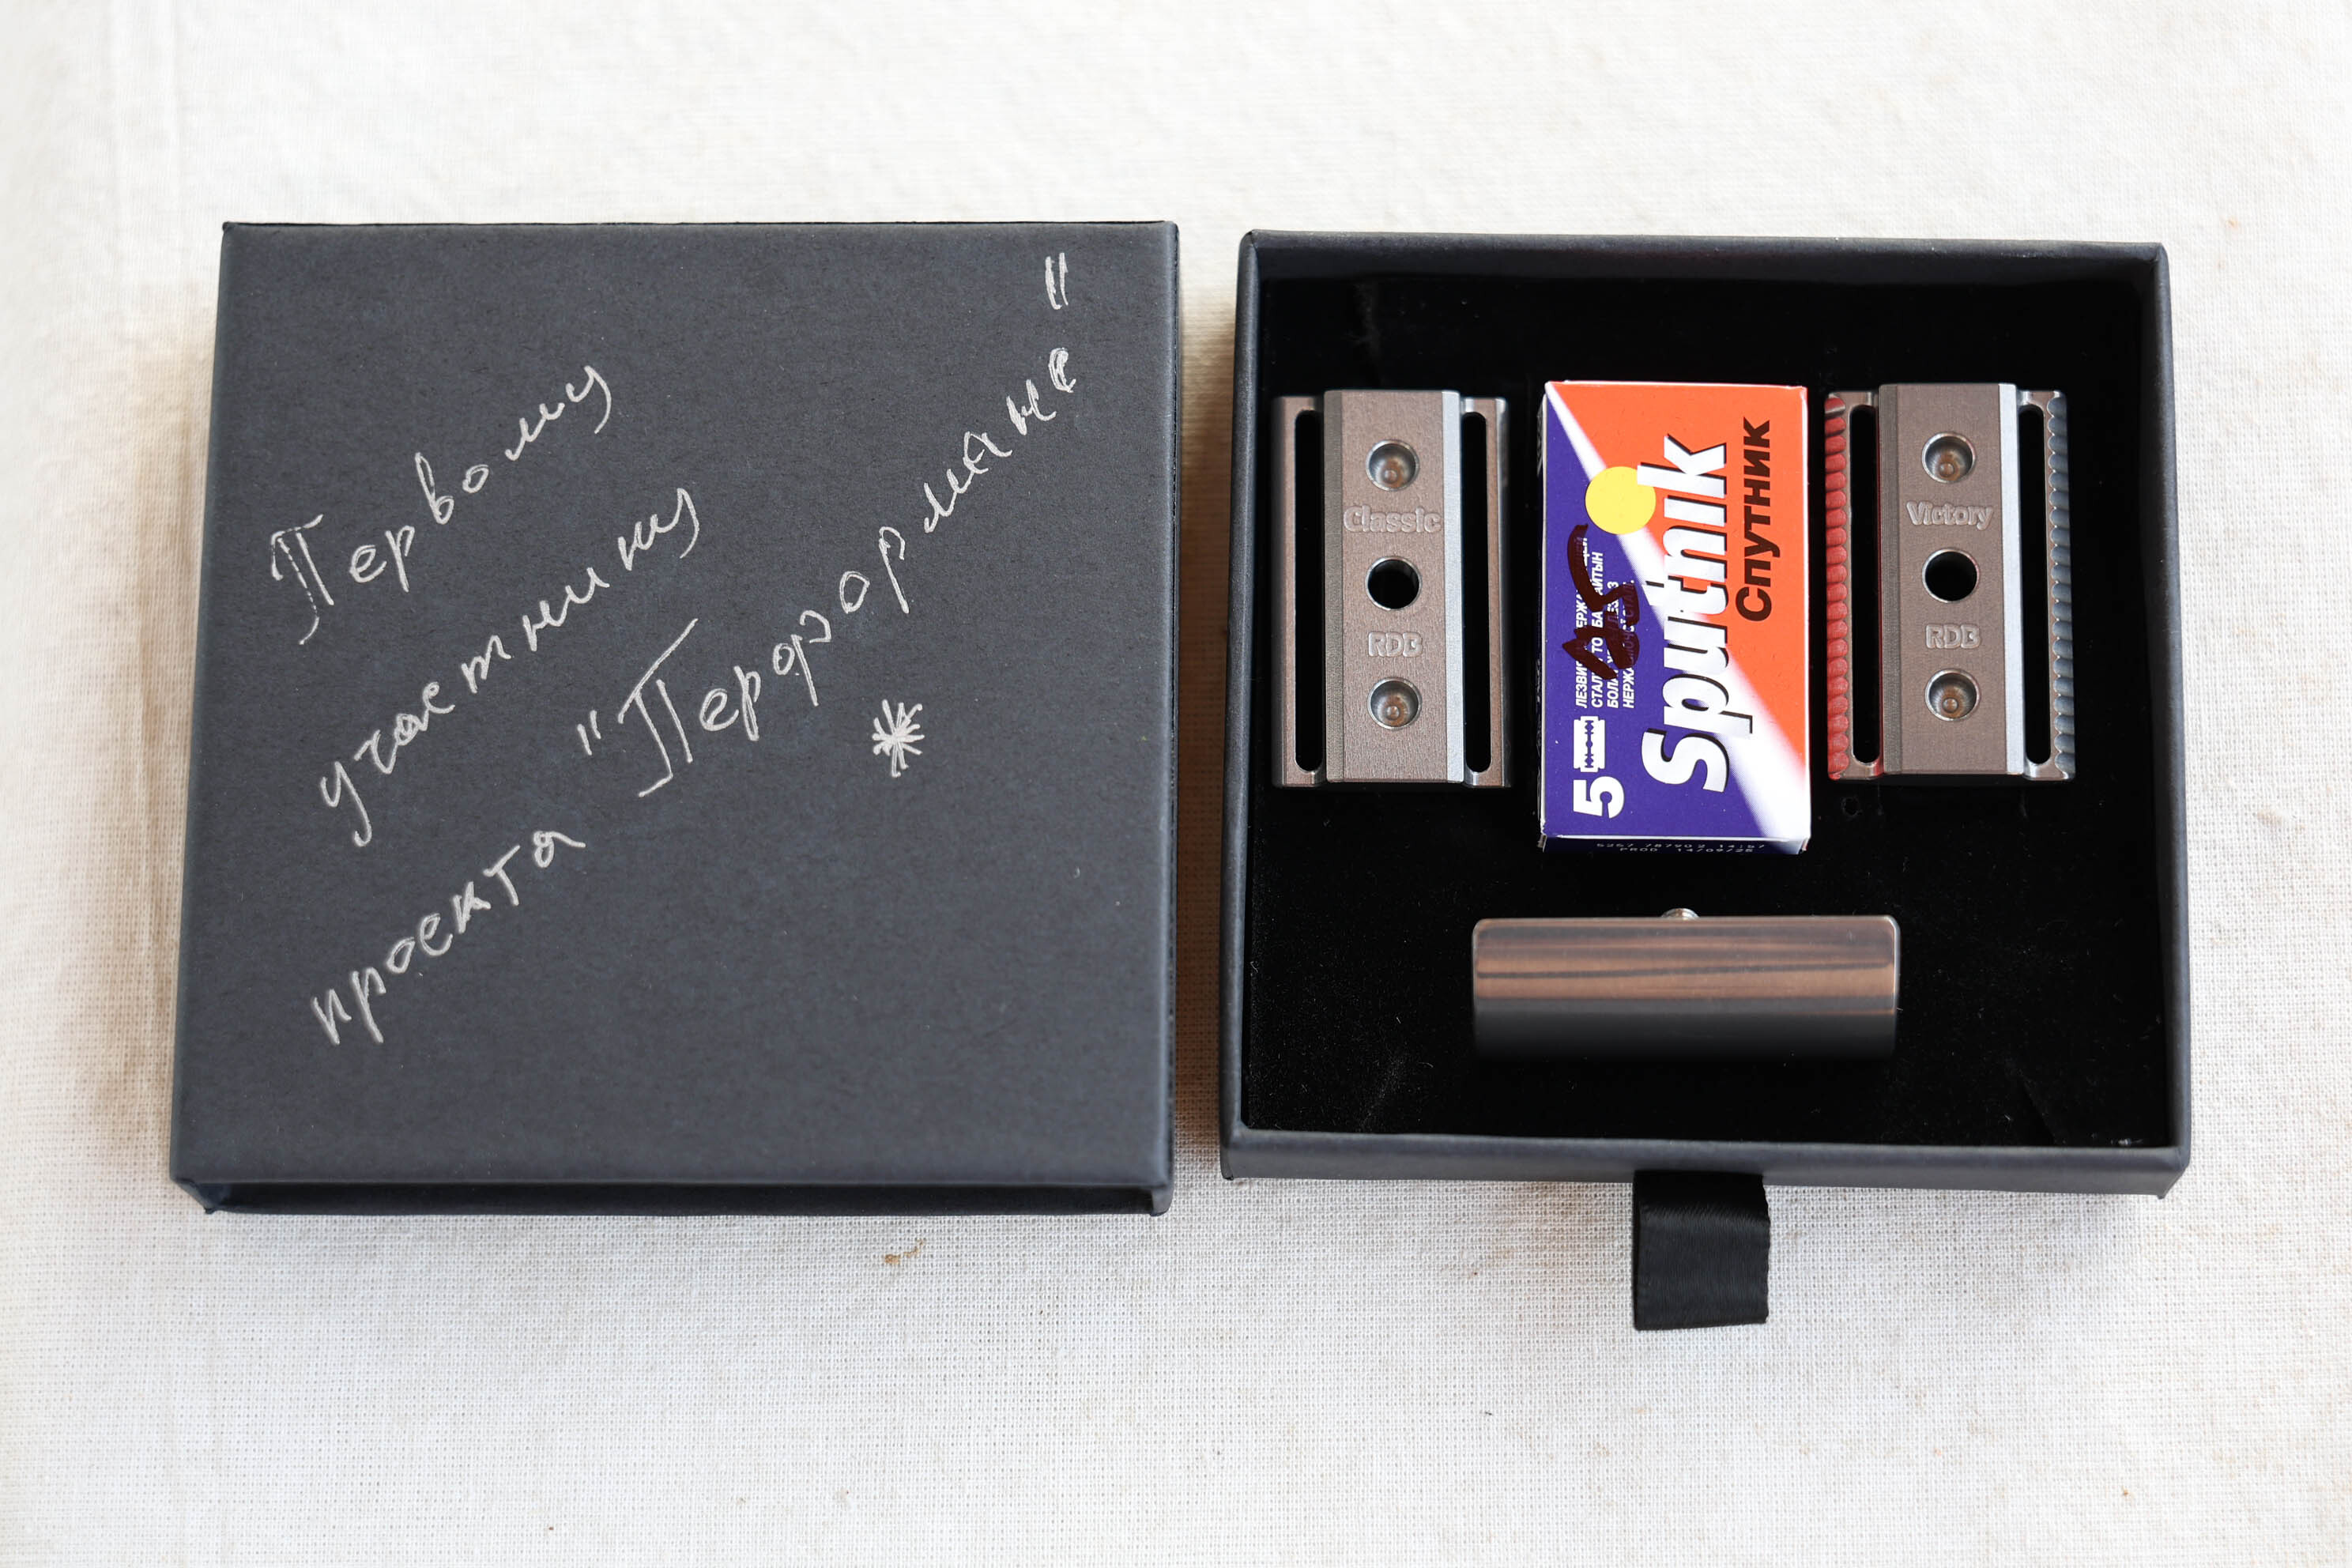 Первому
участнику
проекта "Перформанс"
Classic
RDB
Sputnik
Спутник
5
Victory
RDB